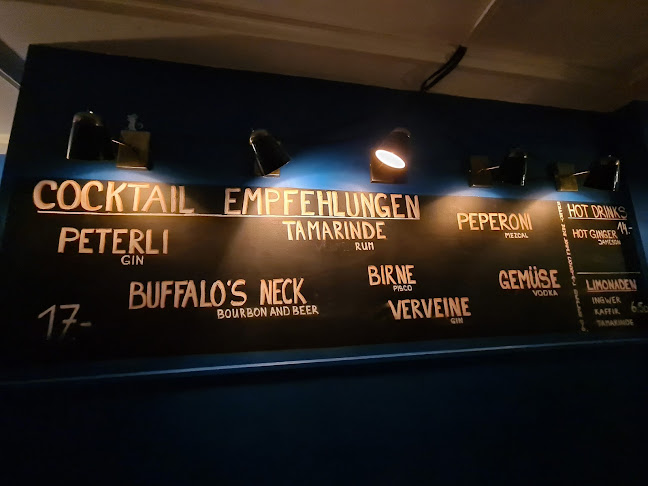 COCKTAIL EMPFEHLUNGEN
PETERLI
GIN
TAMARINDE
RUM
PEPERONI
MEZCAL
BUFFALO'S NECK
BOURBON AND BEER
BIRNE
PISCO
VERVEINE
GIN
GEMÜSE
VODKA
17.-
HOT DRINKS
14.-
HOT GINGER
JAMESON
LIMONADEN
INGWER
KAFFIR
TAMARINDE